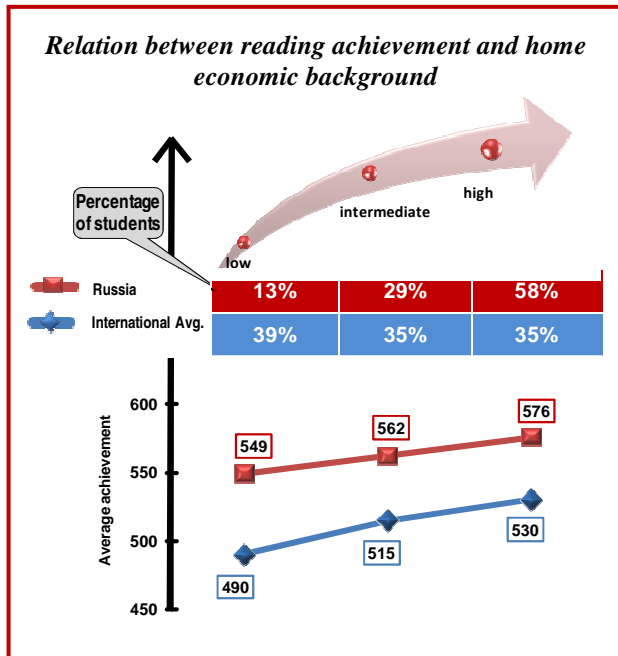 Relation between reading achievement and home
economic background
Percentage
of students
low
intermediate
high
Russia
13%
29%
58%
International Avg.
39%
35%
35%
Average achievement
600
550
500
450
549
562
576
490
515
530